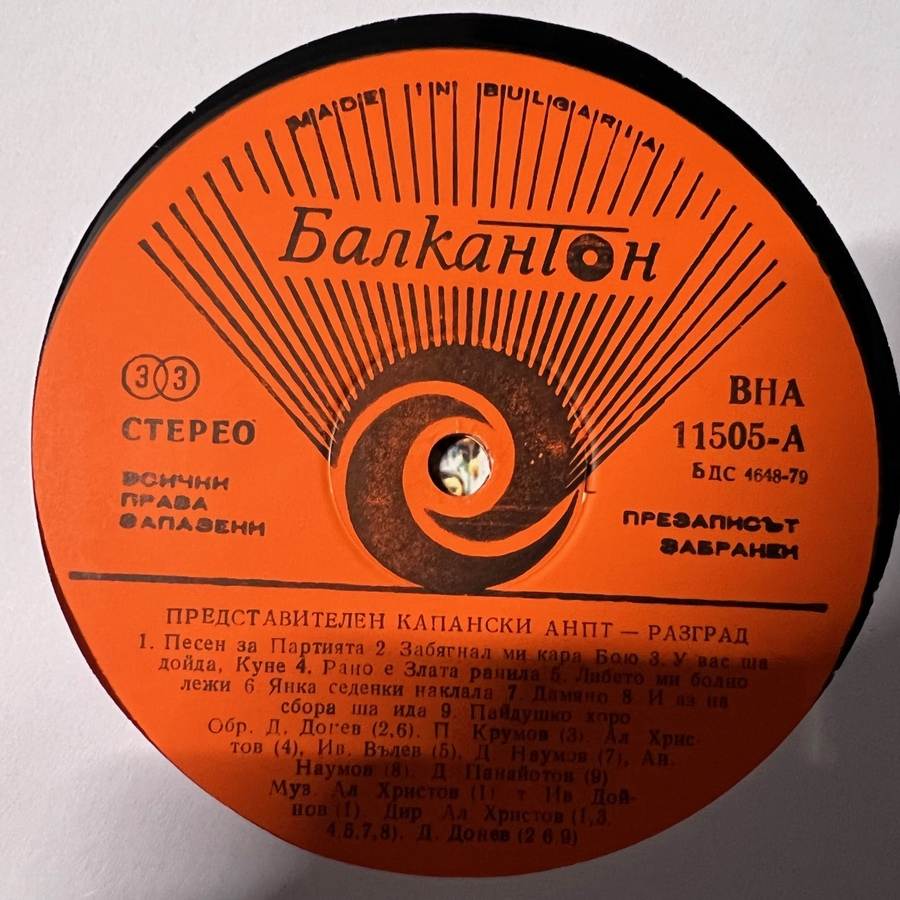 MADE IN BULGARIA
Балкантон
33
СТЕРЕО
ВСИЧКИ
ПРАВА
ЗАПАЗЕНИ
ВНА
11505-А
БДС 4648-79
ПРЕЗАПИСЪТ
ЗАБРАНЕН
ПРЕДСТАВИТЕЛЕН КАПАНСКИ АНПТ — РАЗГРАД
1. Песен за Партията 2. Забягнал ми кара Бою 3. У вас ша
дойда, Куне 4. Рано е Злата ранила 5. Либето ми болно
лежи 6 Янка седенки наклала 7. Дамяно 8 И аз на
сбора ша ида 9. Пайдушко хоро
Обр. Д. Донев (2,6). П. Крумов (3) Ал Хрис-
тов (4), Ив. Вълев (5), Д Наумов (7), Ан.
Наумов (8). Д Панайотов (9)
Муз. Ал Христов (1) т Ив Дой-
нов (1). Дир Ал Христов (1,3,
4,5,7,8). Д. Донев (2 6 9)